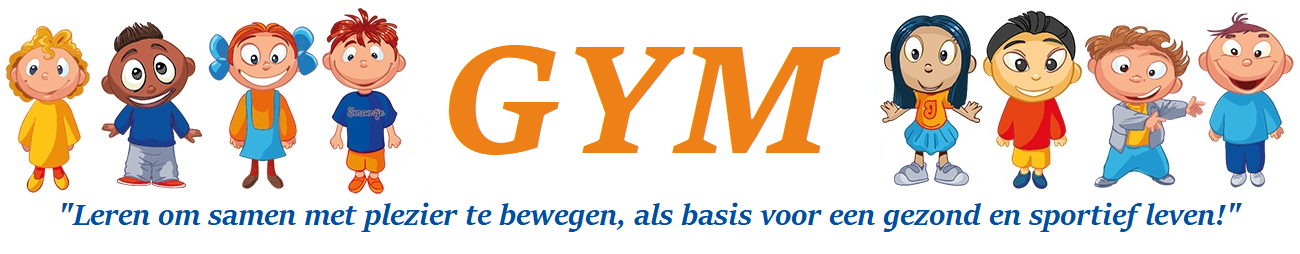 GYM
"Leren om samen met plezier te bewegen, als basis voor een gezond en sportief leven!"